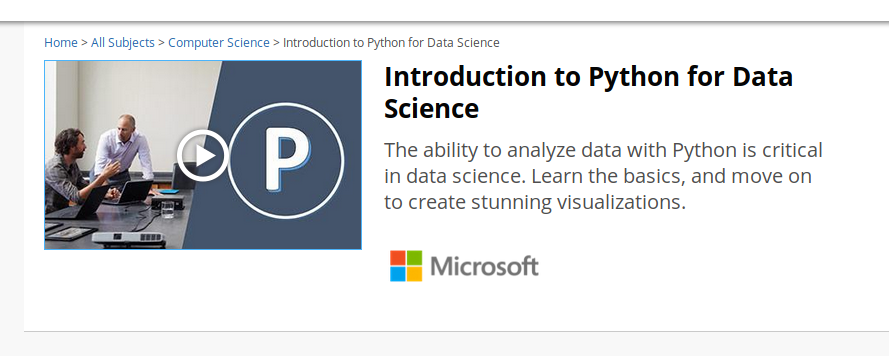 Home > All Subjects > Computer Science > Introduction to Python for Data Science
P
Introduction to Python for Data
Science
The ability to analyze data with Python is critical
in data science. Learn the basics, and move on
to create stunning visualizations.
Microsoft